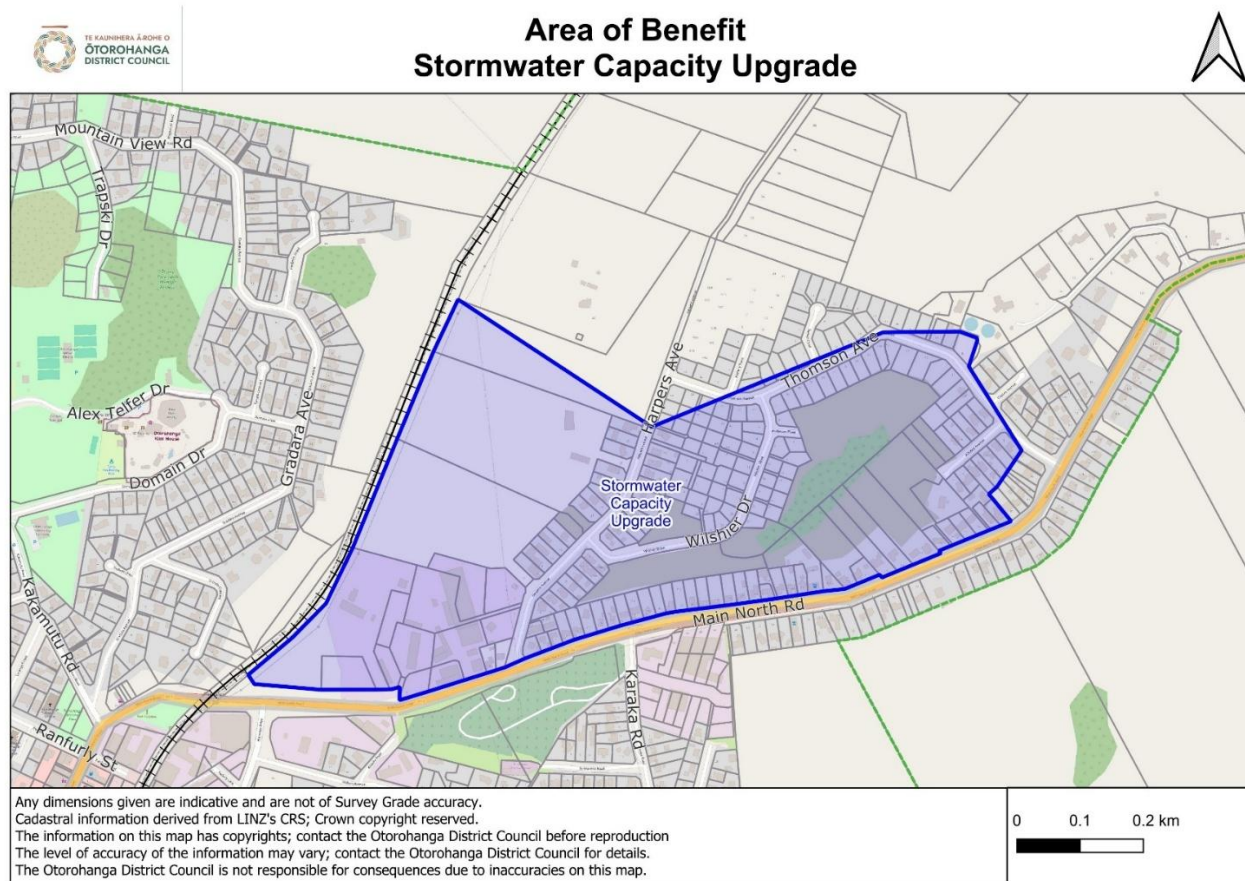 TE KAUNIHERA Ā-ROHE O
ŌTOROHANGA
DISTRICT COUNCIL
Area of Benefit
Stormwater Capacity Upgrade
Mountain View Rd
Trapski Dr
Harpers Ave
Thomson Ave
Alex Telfer Dr
Gradara Ave
Domain Dr
Stormwater
Capacity
Upgrade
Wilshier Dr
Main North Rd
Kakamutu Rd
Karaka Rd
Ranfurly St
Any dimensions given are indicative and are not of Survey Grade accuracy.
Cadastral information derived from LINZ's CRS; Crown copyright reserved.
The information on this map has copyrights; contact the Otorohanga District Council before reproduction
The level of accuracy of the information may vary; contact the Otorohanga District Council for details.
The Otorohanga District Council is not responsible for consequences due to inaccuracies on this map.
0 0.1 0.2 km